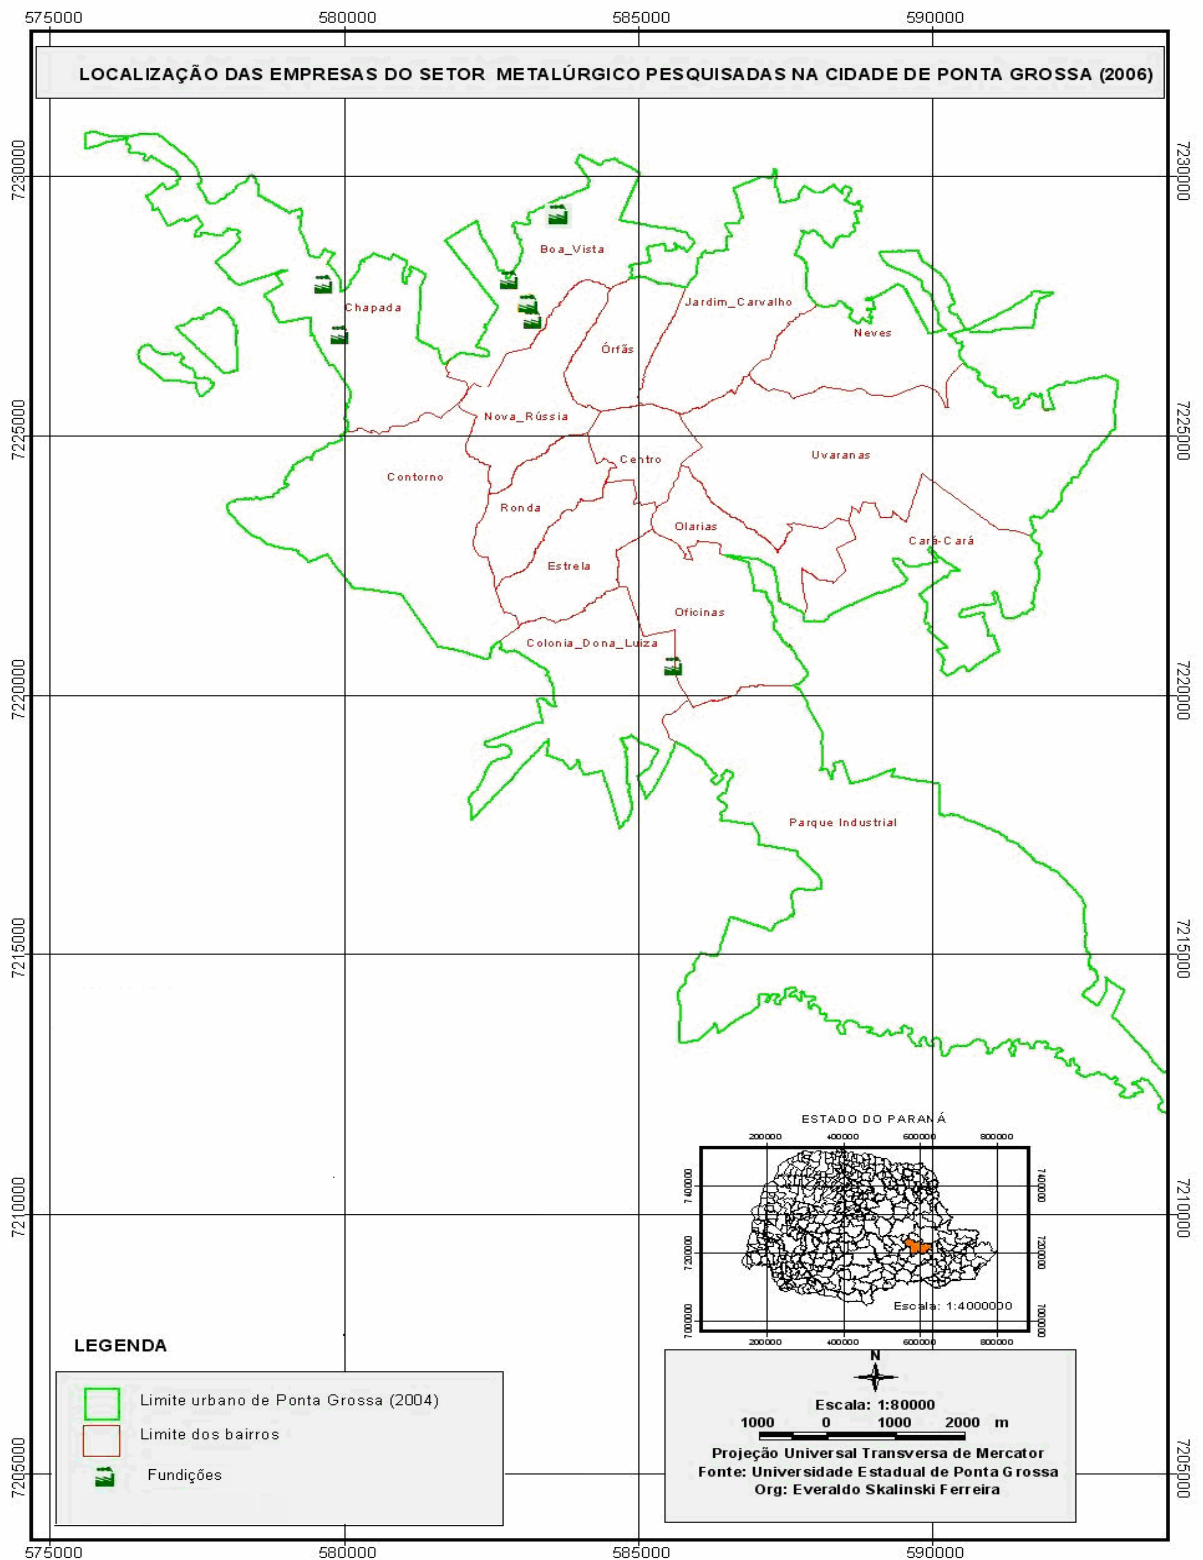 575000 580000 585000 590000
LOCALIZAÇÃO DAS EMPRESAS DO SETOR METALÚRGICO PESQUISADAS NA CIDADE DE PONTA GROSSA (2006)
7230000 7230000
Boa_Vista
Chapada
Jardim_Carvalho
Neves
Órfãs
Nova_Rússia
7225000 7225000
Centro
Uvaranas
Contorno
Ronda
Olarias
Cará-Cará
Estrela
Oficinas
Colonia_Dona_Luiza
7220000 7220000
Parque Industrial
7215000 7215000
ESTADO DO PARANÁ
200000 400000 600000 800000
7400000 7400000
7210000 7210000
7200000 7200000
Escala: 1:4000000
7000000 7000000
200000 400000 600000 800000
LEGENDA
Limite urbano de Ponta Grossa (2004)
Limite dos bairros
Fundições
N
Escala: 1:80000
1000 0 1000 2000 m
Projeção Universal Transversa de Mercator
Fonte: Universidade Estadual de Ponta Grossa
Org: Everaldo Skalinski Ferreira
7205000 7205000
575000 580000 585000 590000